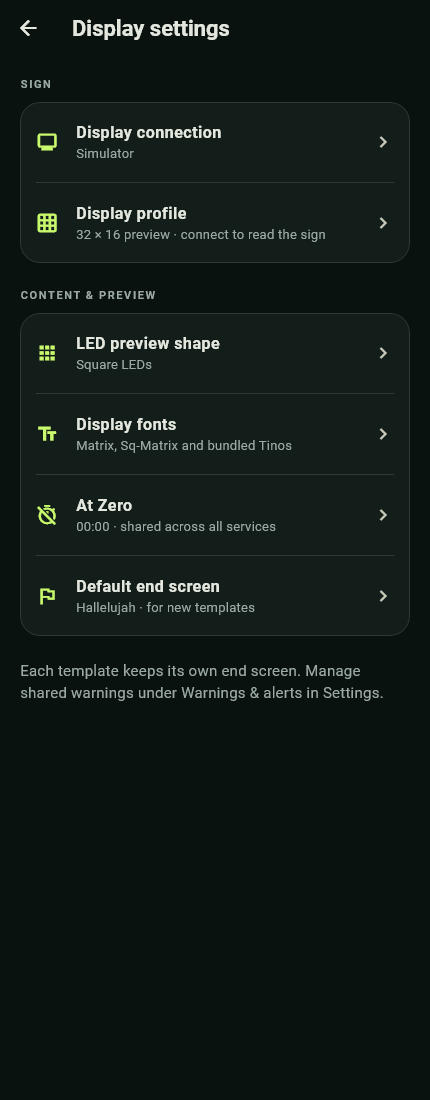 Display settings
SIGN
Display connection
Simulator
Display profile
32 × 16 preview · connect to read the sign
CONTENT & PREVIEW
LED preview shape
Square LEDs
Display fonts
Matrix, Sq-Matrix and bundled Tinos
At Zero
00:00 · shared across all services
Default end screen
Hallelujah · for new templates
Each template keeps its own end screen. Manage
shared warnings under Warnings & alerts in Settings.